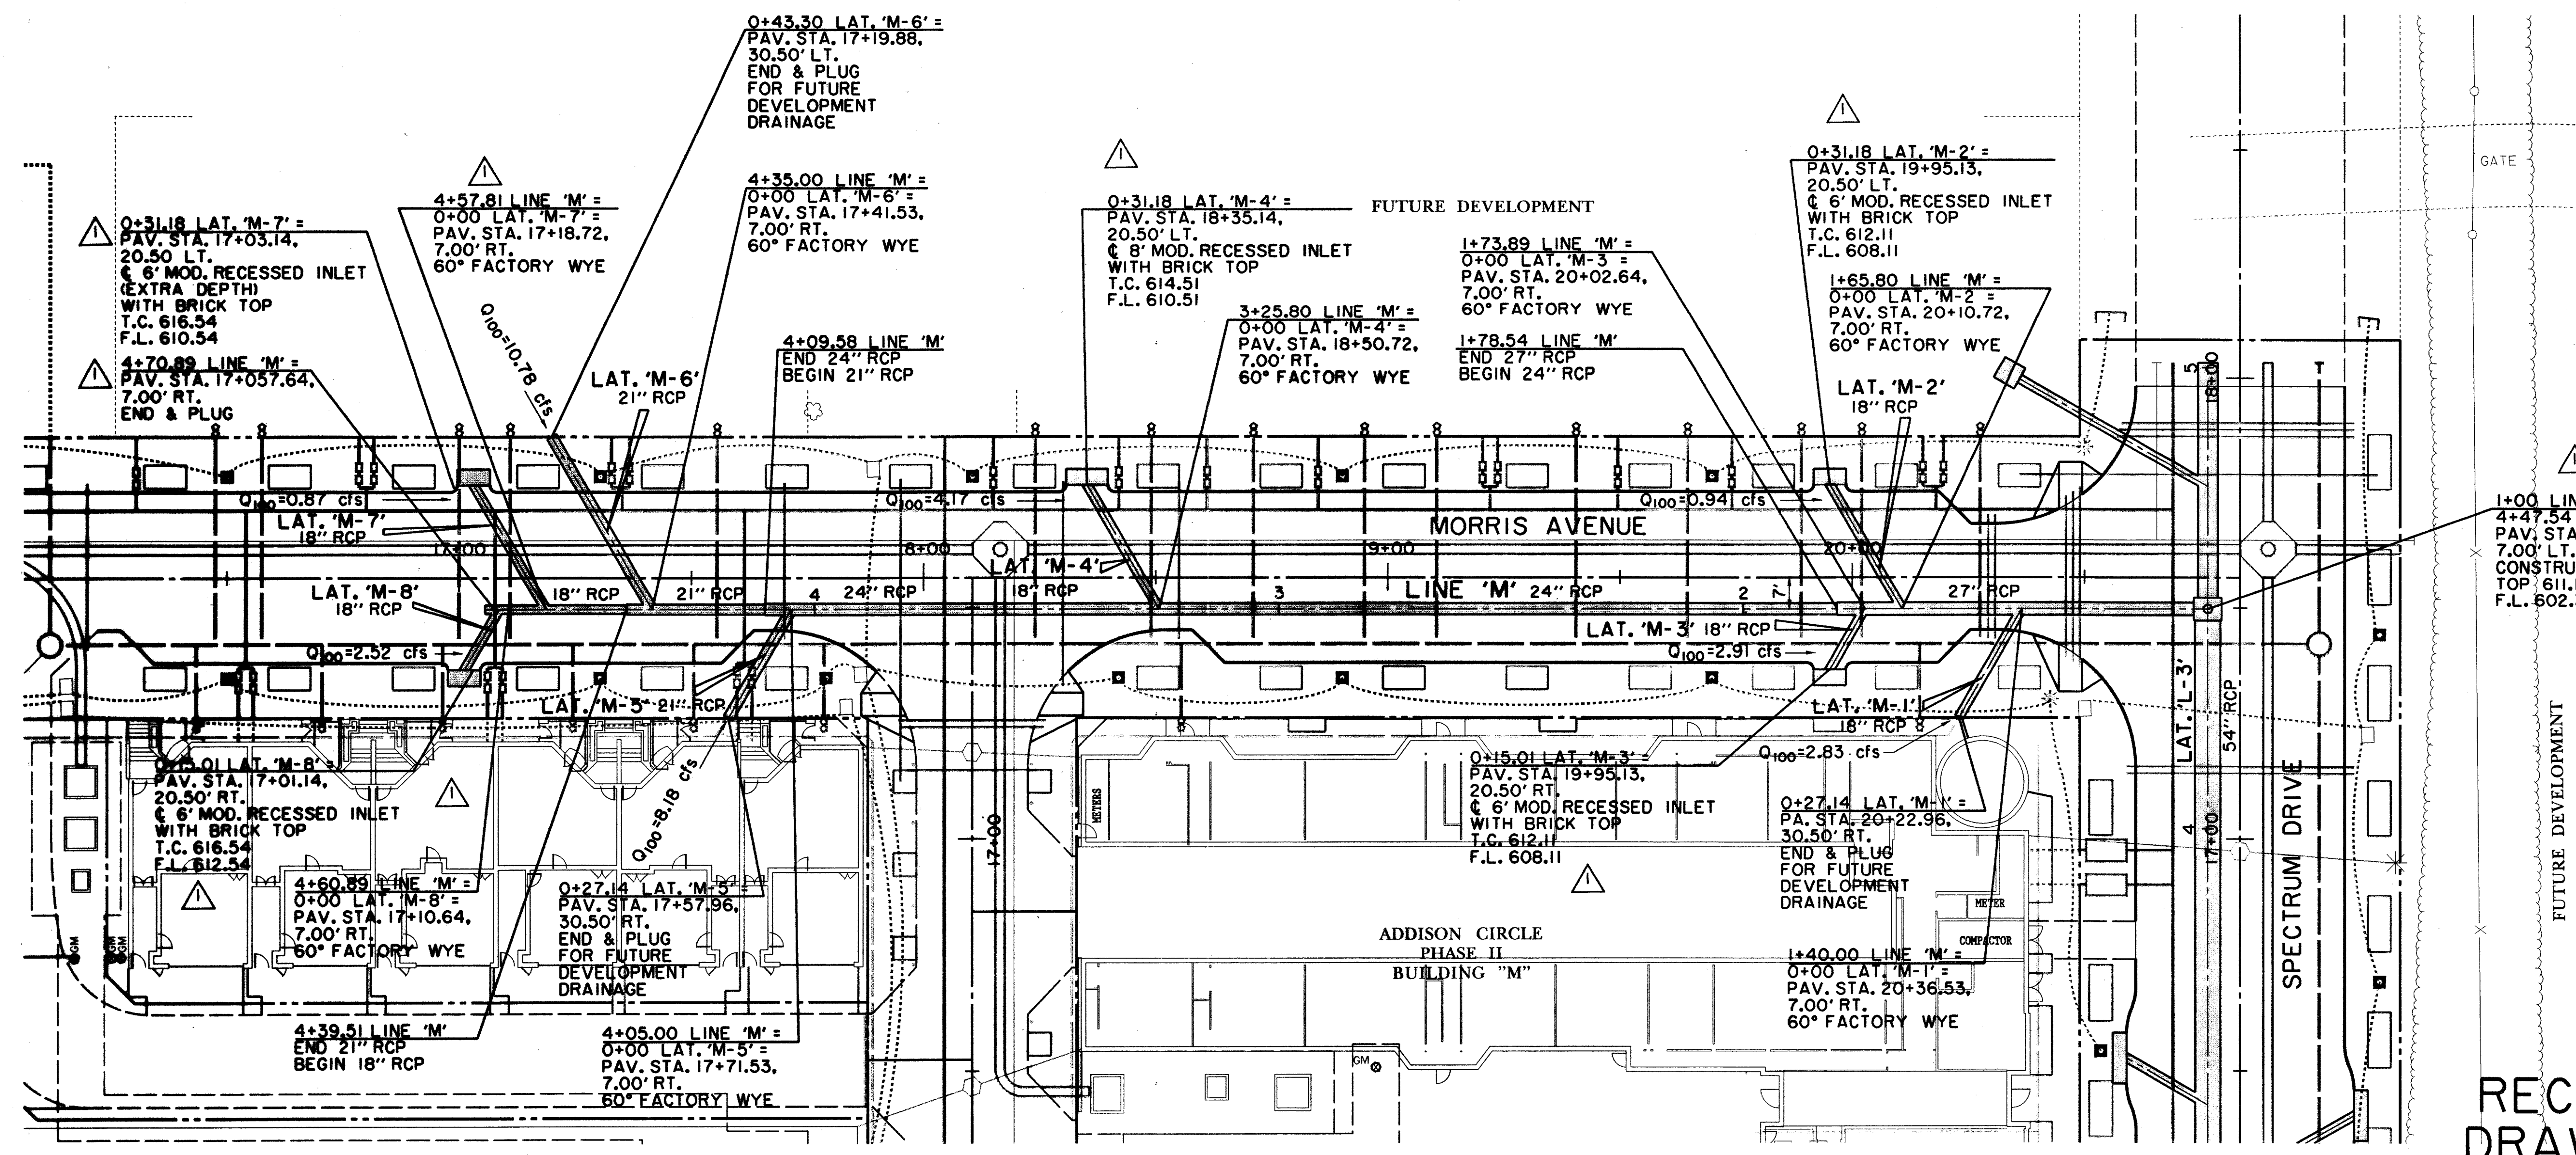 0+43.30 LAT. 'M-6' =
PAV. STA. 17+19.88,
30.50' LT.
END & PLUG
FOR FUTURE
DEVELOPMENT
DRAINAGE
0+31.18 LAT. 'M-7' =
PAV. STA. 17+03.14,
20.50 LT.
℄ 6' MOD. RECESSED INLET
(EXTRA DEPTH)
WITH BRICK TOP
T.C. 616.54
F.L. 610.54
4+70.89 LINE 'M' =
PAV. STA. 17+057.64,
7.00' RT.
END & PLUG
4+57.81 LINE 'M' =
0+00 LAT. 'M-7' =
PAV. STA. 17+18.72,
7.00' RT.
60° FACTORY WYE
4+35.00 LINE 'M' =
0+00 LAT. 'M-6' =
PAV. STA. 17+41.53,
7.00' RT.
60° FACTORY WYE
4+09.58 LINE 'M'
END 24" RCP
BEGIN 21" RCP
0+31.18 LAT. 'M-4' =
PAV. STA. 18+35.14,
20.50' LT.
℄ 8' MOD. RECESSED INLET
WITH BRICK TOP
T.C. 614.51
F.L. 610.51
FUTURE DEVELOPMENT
3+25.80 LINE 'M' =
0+00 LAT. 'M-4' =
PAV. STA. 18+50.72,
7.00' RT.
60° FACTORY WYE
1+73.89 LINE 'M' =
0+00 LAT. 'M-3 =
PAV. STA. 20+02.64,
7.00' RT.
60° FACTORY WYE
1+78.54 LINE 'M'
END 27" RCP
BEGIN 24" RCP
0+31.18 LAT. 'M-2' =
PAV. STA. 19+95.13,
20.50' LT.
℄ 6' MOD. RECESSED INLET
WITH BRICK TOP
T.C. 612.11
F.L. 608.11
1+65.80 LINE 'M' =
0+00 LAT. 'M-2 =
PAV. STA. 20+10.72,
7.00' RT.
60° FACTORY WYE
GATE
Q100=10.78 cfs
LAT. 'M-6'
21" RCP
LAT. 'M-2'
18" RCP
5
18+00
Q100=0.87 cfs
Q100=4.17 cfs
Q100=0.94 cfs
LAT. 'M-7'
18" RCP
MORRIS AVENUE
17+00
8+00
9+00
20+00
LAT. 'M-4'
18" RCP
LAT. 'M-8'
18" RCP
18" RCP
21" RCP
4
24" RCP
3
LINE 'M'
24" RCP
2
7'
27" RCP
1+00 LIN
4+47.54
PAV. STA
7.00' LT.
CONSTRU
TOP 611.
F.L. 602.
Q100=2.52 cfs
LAT. 'M-3' 18" RCP
Q100=2.91 cfs
LAT. 'M-5' 21" RCP
LAT. 'M-1'
18" RCP
Q100=2.83 cfs
LAT. 'L-3'
54" RCP
4
17+00
SPECTRUM DRIVE
FUTURE DEVELOPMENT
0+15.01 LAT. 'M-8' =
PAV. STA. 17+01.14,
20.50' RT.
℄ 6' MOD. RECESSED INLET
WITH BRICK TOP
T.C. 616.54
F.L. 612.54
Q100=8.18 cfs
METERS
17+00
0+15.01 LAT. 'M-3' =
PAV. STA. 19+95.13,
20.50' RT.
℄ 6' MOD. RECESSED INLET
WITH BRICK TOP
T.C. 612.11
F.L. 608.11
0+27.14 LAT. 'M-1' =
PA. STA. 20+22.96,
30.50' RT.
END & PLUG
FOR FUTURE
DEVELOPMENT
DRAINAGE
METER
COMPACTOR
4+60.89 LINE 'M' =
0+00 LAT. 'M-8' =
PAV. STA. 17+10.64,
7.00' RT.
60° FACTORY WYE
0+27.14 LAT. 'M-5' =
PAV. STA. 17+57.96,
30.50' RT.
END & PLUG
FOR FUTURE
DEVELOPMENT
DRAINAGE
ADDISON CIRCLE
PHASE II
BUILDING "M"
1+40.00 LINE 'M' =
0+00 LAT. 'M-1' =
PAV. STA. 20+36.53,
7.00' RT.
60° FACTORY WYE
GM
GM
GM
4+39.51 LINE 'M'
END 21" RCP
BEGIN 18" RCP
4+05.00 LINE 'M' =
0+00 LAT. 'M-5' =
PAV. STA. 17+71.53,
7.00' RT.
60° FACTORY WYE
GM
REC
DRAW